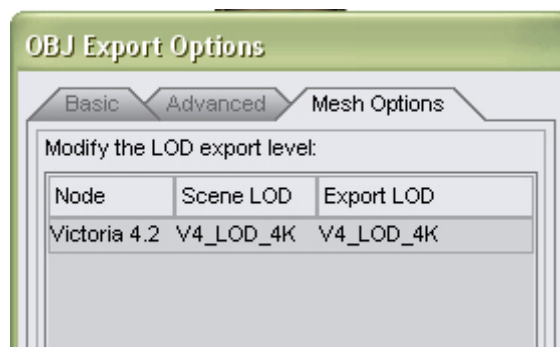 OBJ Export Options
Basic Advanced Mesh Options
Modify the LOD export level:
Node Scene LOD Export LOD
Victoria 4.2 V4_LOD_4K V4_LOD_4K